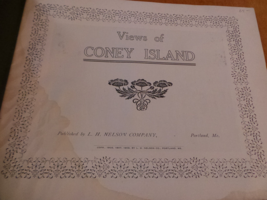 Views of
CONEY ISLAND
Published by L. H. NELSON COMPANY, Portland, Me.